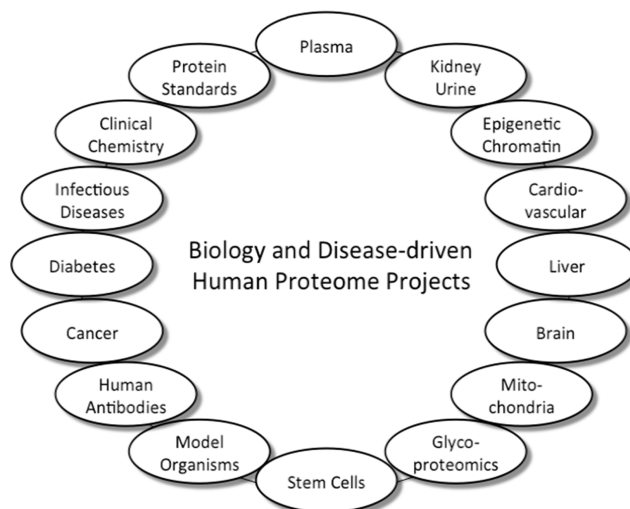 Plasma
Kidney
Urine
Epigenetic
Chromatin
Cardio-
vascular
Liver
Brain
Mito-
chondria
Glyco-
proteomics
Stem Cells
Model
Organisms
Human
Antibodies
Cancer
Diabetes
Infectious
Diseases
Clinical
Chemistry
Protein
Standards
Biology and Disease-driven
Human Proteome Projects